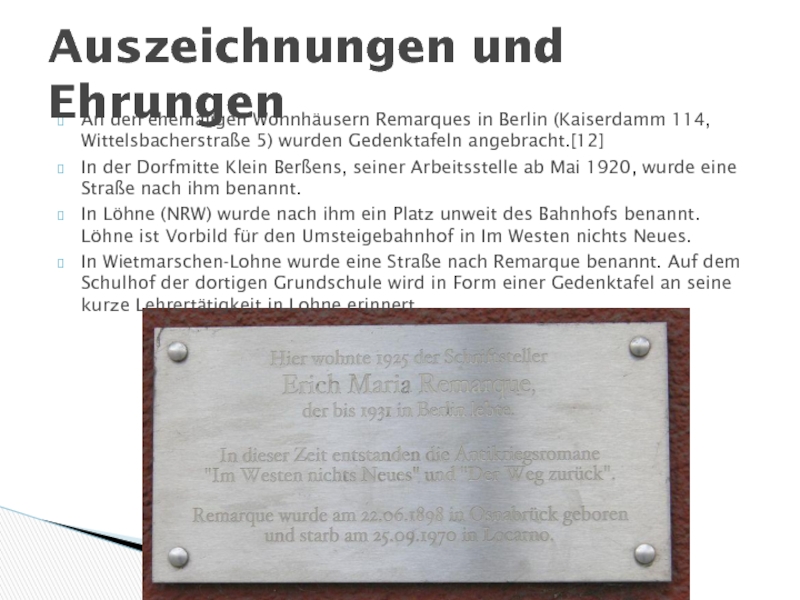 Auszeichnungen und
Ehrungen
An den ehemaligen Wohnhäusern Remarques in Berlin (Kaiserdamm 114,
Wittelsbacherstraße 5) wurden Gedenktafeln angebracht.[12]
In der Dorfmitte Klein Berßens, seiner Arbeitsstelle ab Mai 1920, wurde eine
Straße nach ihm benannt.
In Löhne (NRW) wurde nach ihm ein Platz unweit des Bahnhofs benannt.
Löhne ist Vorbild für den Umsteigebahnhof in Im Westen nichts Neues.
In Wietmarschen-Lohne wurde eine Straße nach Remarque benannt. Auf dem
Schulhof der dortigen Grundschule wird in Form einer Gedenktafel an seine
kurze Lehrertätigkeit in Lohne erinnert.
Hier wohnte 1925 der Schriftsteller
Erich Maria Remarque,
der bis 1931 in Berlin lebte.
In dieser Zeit entstanden die Antikriegsromane
"Im Westen nichts Neues" und "Der Weg zurück".
Remarque wurde am 22.06.1898 in Osnabrück geboren
und starb am 25.09.1970 in Locarno.